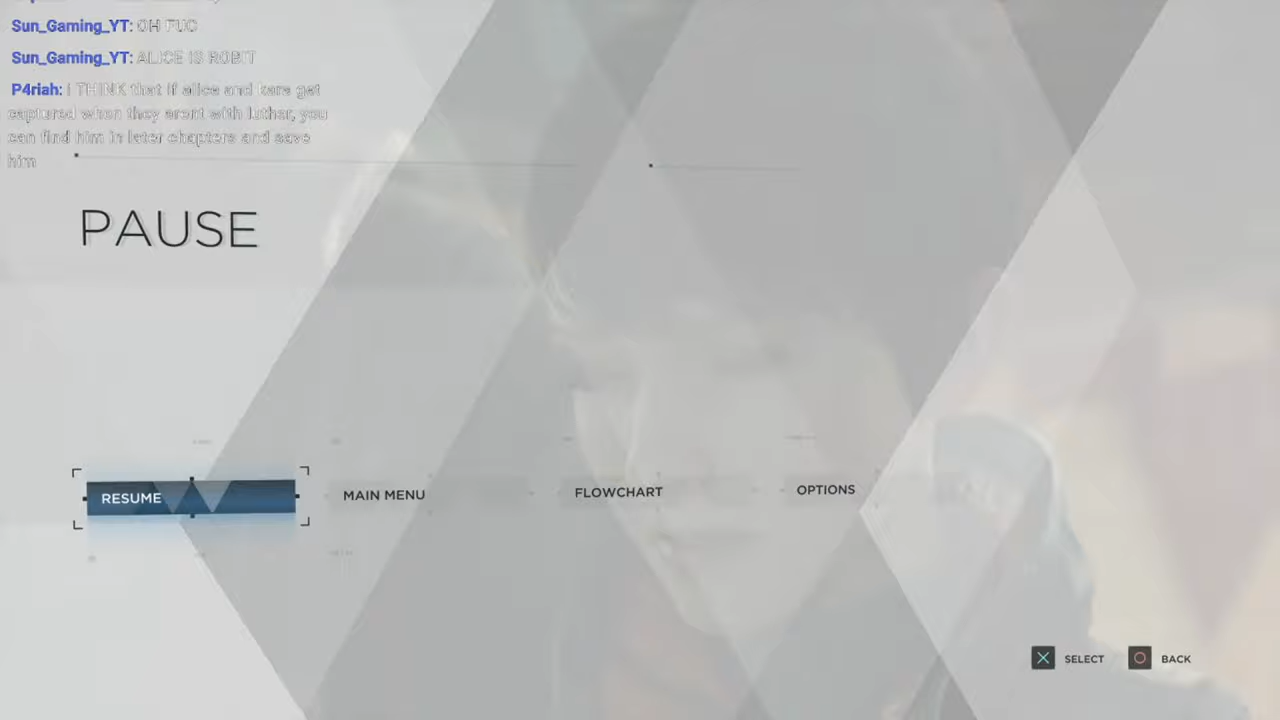 Sun_Gaming_YT: OH FUC
Sun_Gaming_YT: ALICE IS ROBIT
P4riah: I THINK that if alice and kara get
captured when they arent with luther, you
can find him in later chapters and save
him
PAUSE
RESUME
MAIN MENU
FLOWCHART
OPTIONS
SELECT
BACK